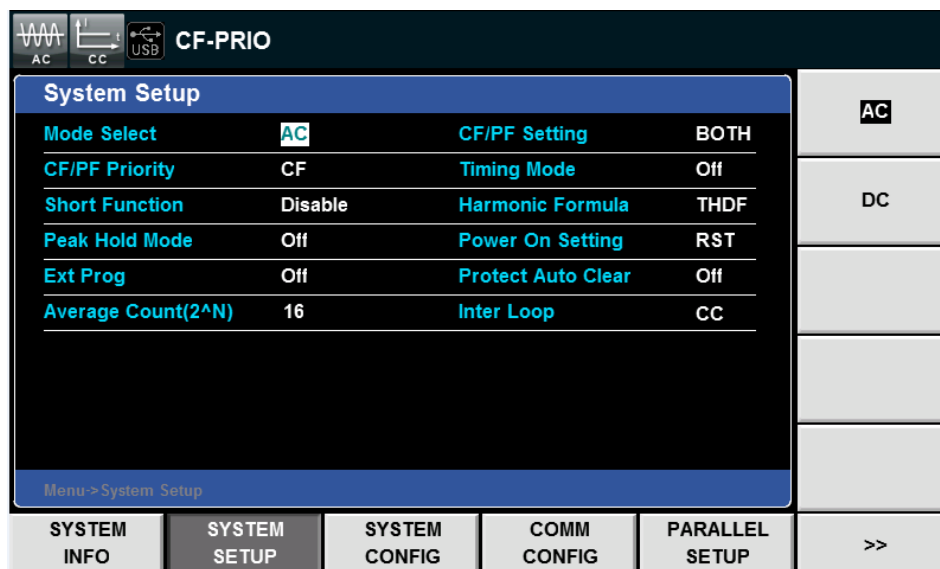 AC CC USB CF-PRIO
System Setup
Mode Select AC CF/PF Setting BOTH
CF/PF Priority CF Timing Mode Off
Short Function Disable Harmonic Formula THDF
Peak Hold Mode Off Power On Setting RST
Ext Prog Off Protect Auto Clear Off
Average Count(2^N) 16 Inter Loop CC
Menu->System Setup
AC
DC
SYSTEM INFO
SYSTEM SETUP
SYSTEM CONFIG
COMM CONFIG
PARALLEL SETUP
>>